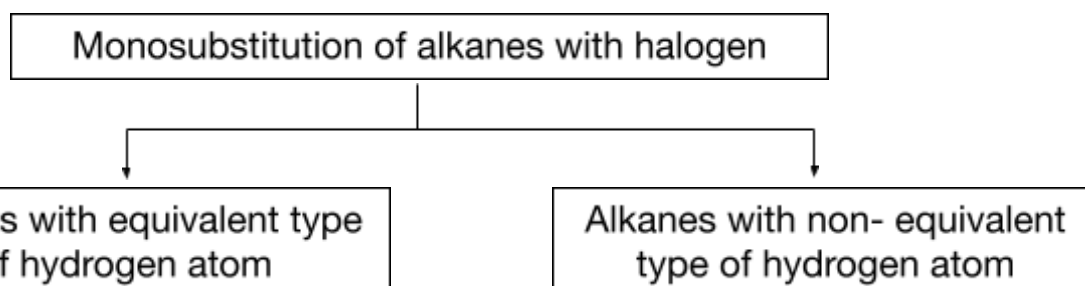 Monosubstitution of alkanes with halogen
s with equivalent type
f hydrogen atom
Alkanes with non- equivalent
type of hydrogen atom